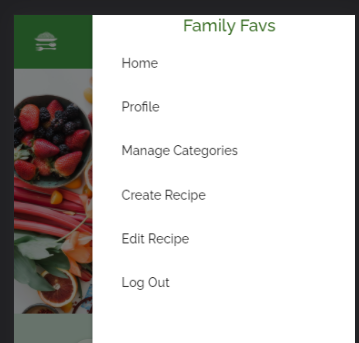 Family Favs
Home
Profile
Manage Categories
Create Recipe
Edit Recipe
Log Out